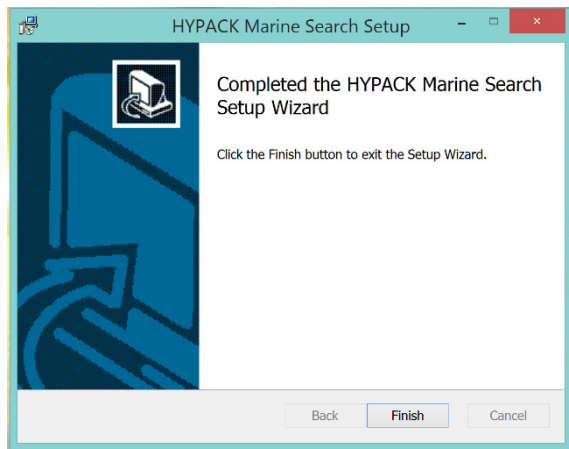 HYPACK Marine Search Setup
Completed the HYPACK Marine Search
Setup Wizard
Click the Finish button to exit the Setup Wizard.
Back Finish Cancel